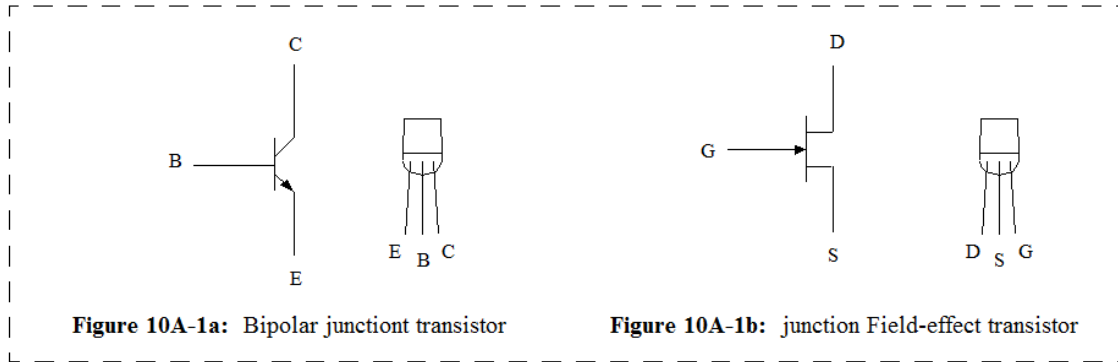 C
B
E
E B C
Figure 10A-1a: Bipolar junctiont transistor
D
G
S
D S G
Figure 10A-1b: junction Field-effect transistor